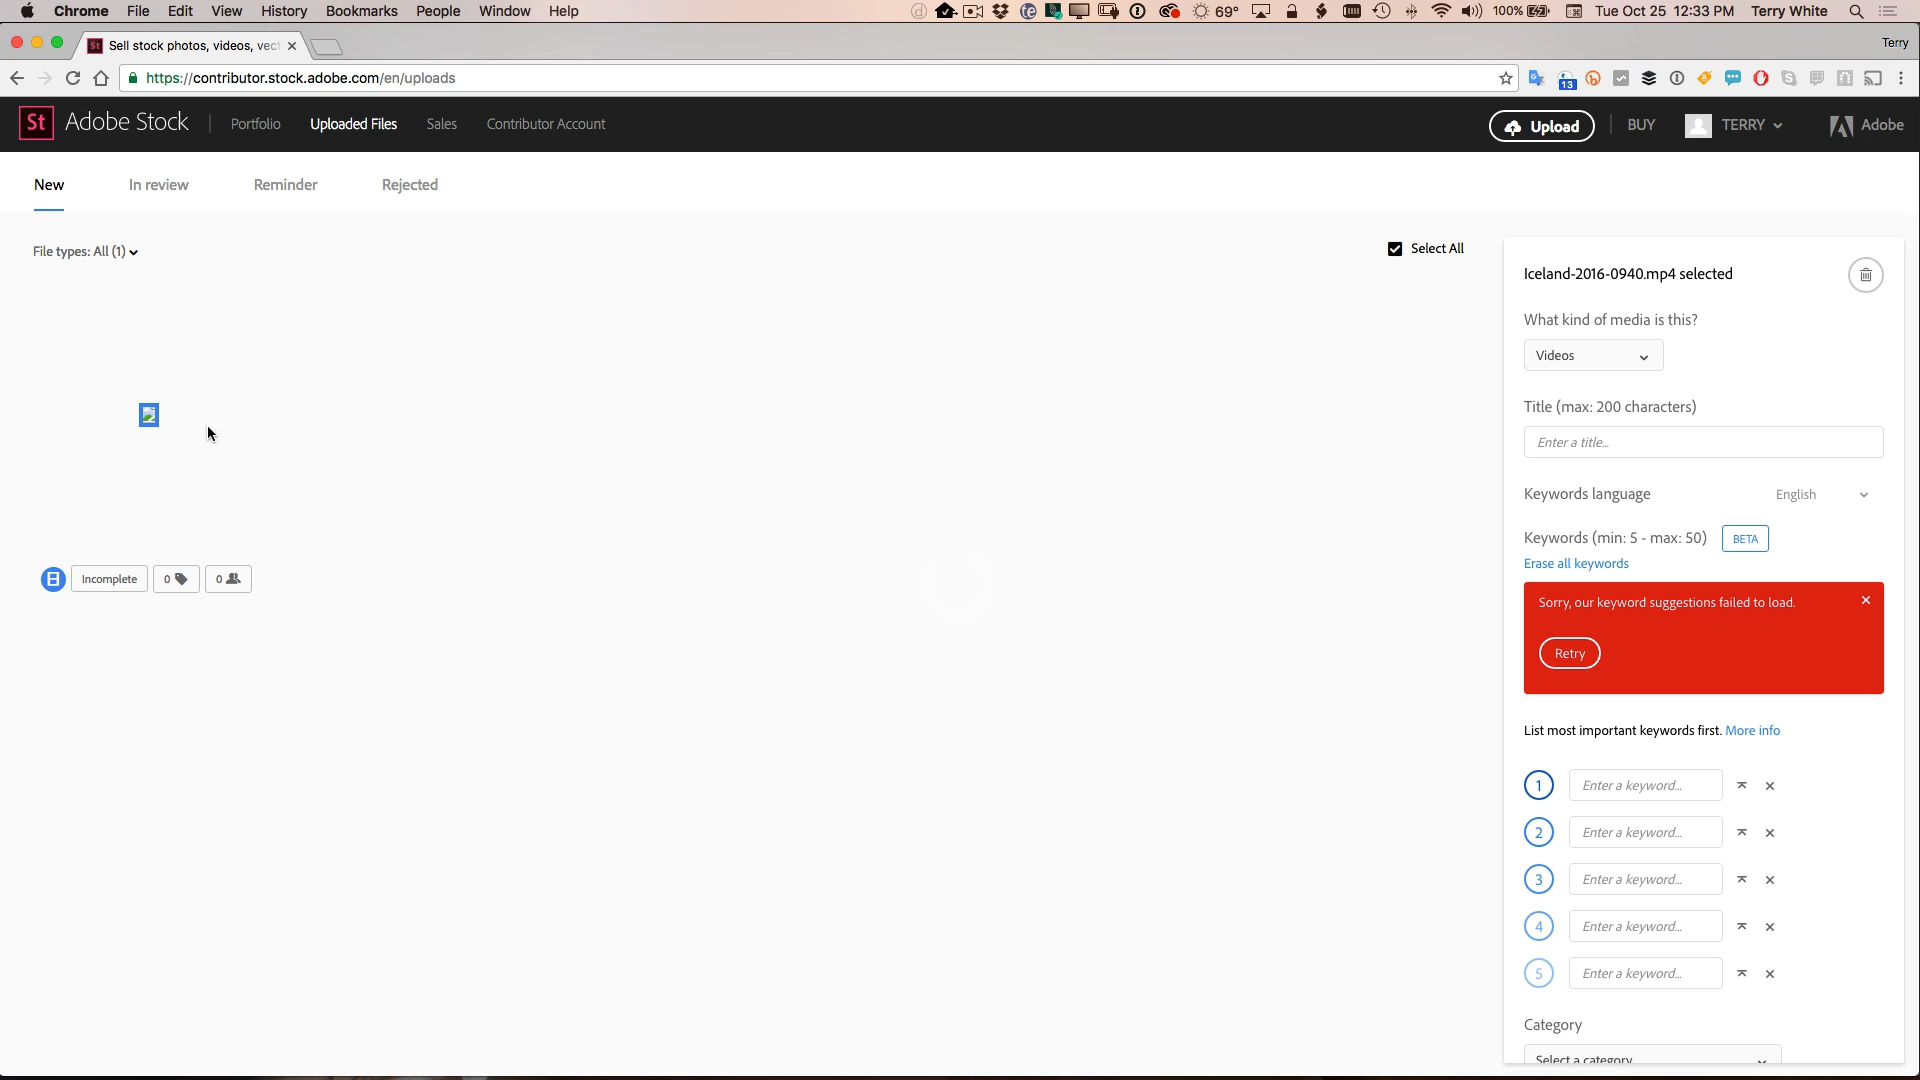 Chrome File Edit View History Bookmarks People Window Help
69° 100% Tue Oct 25 12:33 PM Terry White
St Sell stock photos, videos, vect
Terry
https://contributor.stock.adobe.com/en/uploads
13
St Adobe Stock Portfolio Uploaded Files Sales Contributor Account Upload BUY TERRY Adobe
New In review Reminder Rejected
File types: All (1)
Select All
Incomplete 0 0
Iceland-2016-0940.mp4 selected
What kind of media is this?
Videos
Title (max: 200 characters)
Enter a title...
Keywords language English
Keywords (min: 5 - max: 50) BETA
Erase all keywords
Sorry, our keyword suggestions failed to load.
Retry
List most important keywords first. More info
1 Enter a keyword...
2 Enter a keyword...
3 Enter a keyword...
4 Enter a keyword...
5 Enter a keyword...
Category
Select a category